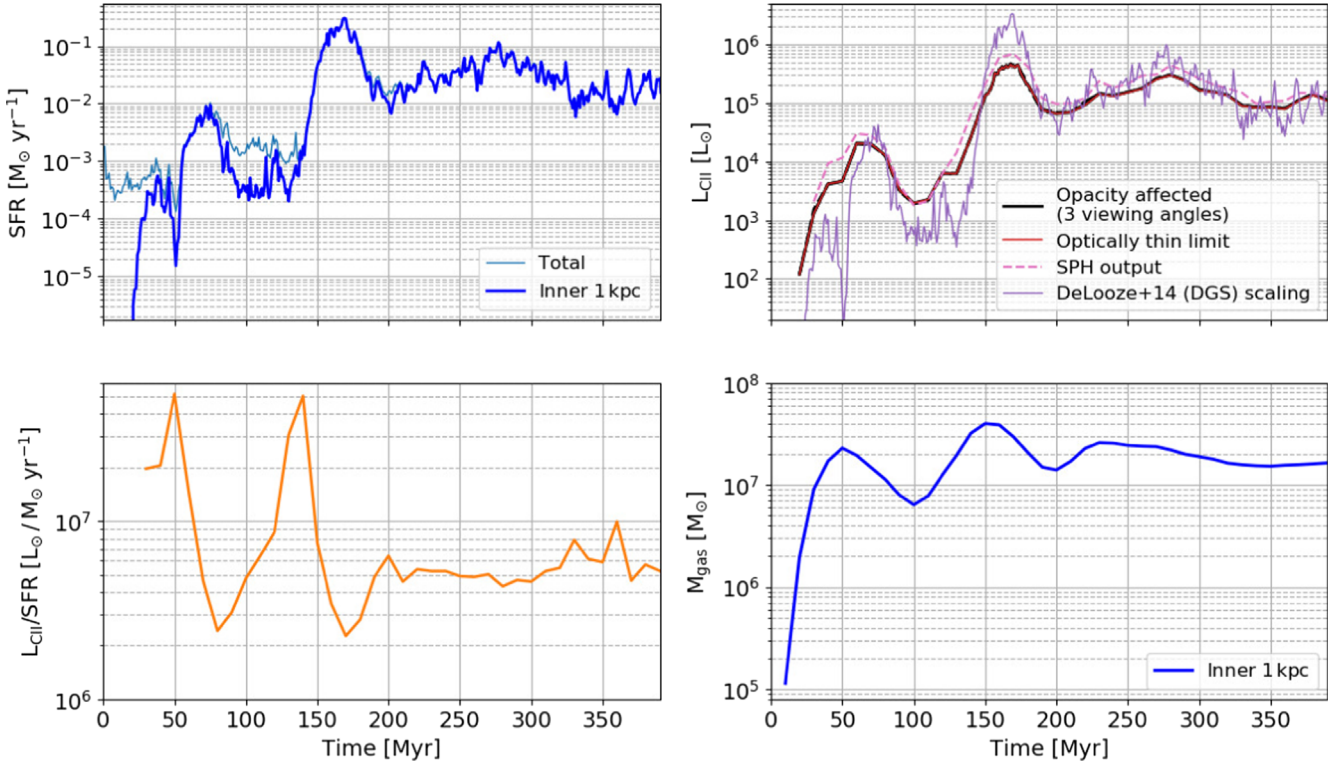 SFR [M⊙ yr⁻¹]
10⁻¹
10⁻²
10⁻³
10⁻⁴
10⁻⁵
Total
Inner 1 kpc
L_CII [L⊙]
10⁶
10⁵
10⁴
10³
10²
Opacity affected
(3 viewing angles)
Optically thin limit
SPH output
DeLooze+14 (DGS) scaling
L_CII/SFR [L⊙/M⊙ yr⁻¹]
10⁷
10⁶
0 50 100 150 200 250 300 350
Time [Myr]
M_gas [M⊙]
10⁸
10⁷
10⁶
10⁵
Inner 1 kpc
0 50 100 150 200 250 300 350
Time [Myr]